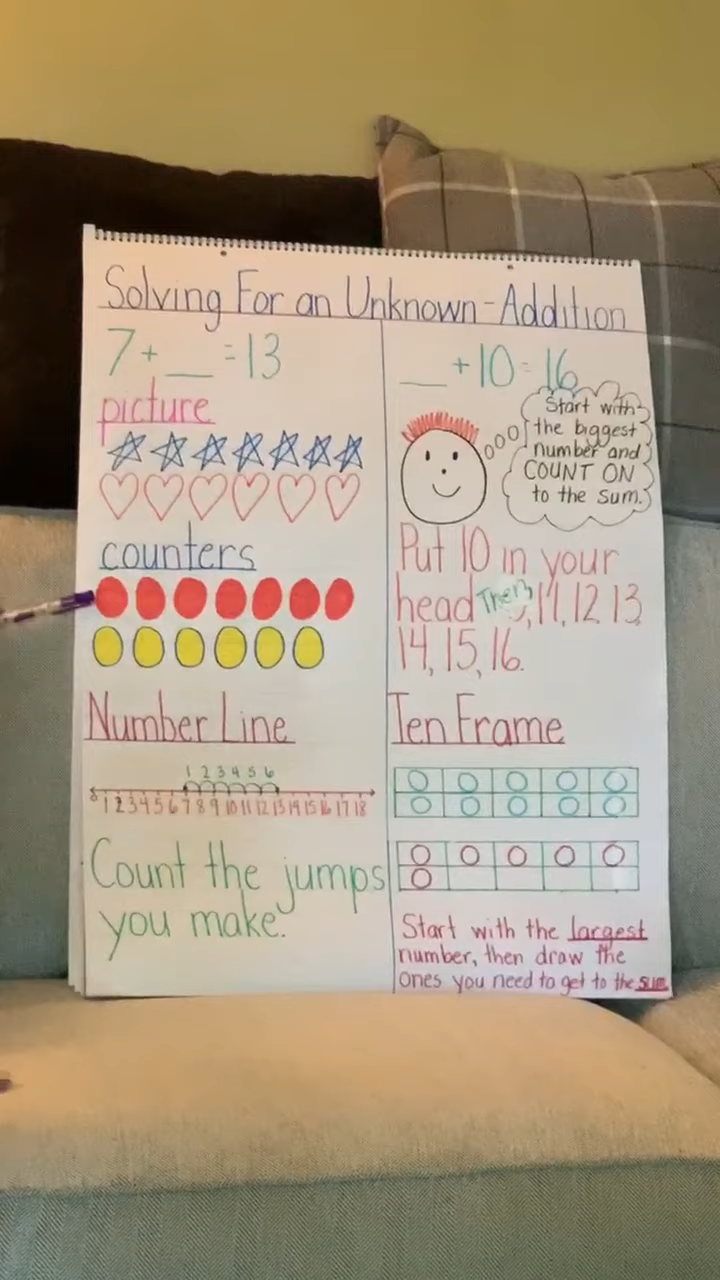 Solving For an Unknown - Addition
7 + __ = 13
picture
counters
Number Line
1 2 3 4 5 6
0 1 2 3 4 5 6 7 8 9 10 11 12 13 14 15 16 17 18
Count the jumps
you make.
__ + 10 = 16
Start with
the biggest
number and
COUNT ON
to the sum.
Put 10 in your
head Then, 11, 12, 13,
14, 15, 16.
Ten Frame
Start with the largest
number, then draw the
ones you need to get to the sum